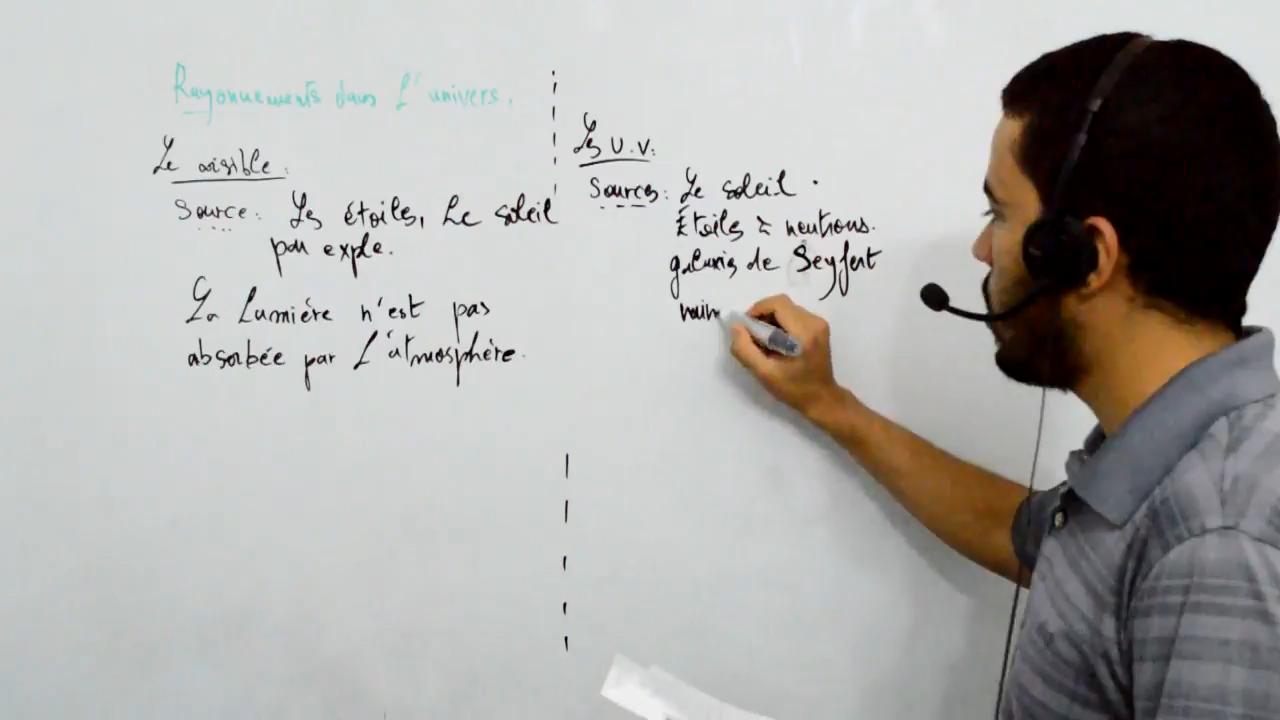 Rayonnements dans l'univers.
Le visible:
Source: Les étoiles, Le soleil
par exple.
La lumière n'est pas
absorbée par l'atmosphère.
Les U.V:
Sources: Le soleil.
Étoiles à neutrons.
galaxies de Seyfert